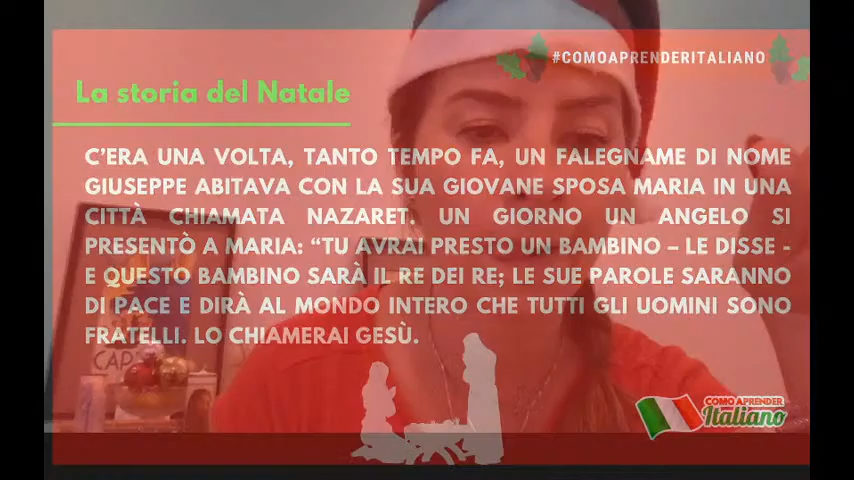 #COMOAPRENDERITALIANO
La storia del Natale
C'ERA UNA VOLTA, TANTO TEMPO FA, UN FALEGNAME DI NOME
GIUSEPPE ABITAVA CON LA SUA GIOVANE SPOSA MARIA IN UNA
CITTÀ CHIAMATA NAZARET. UN GIORNO UN ANGELO SI
PRESENTÒ A MARIA: “TU AVRAI PRESTO UN BAMBINO – LE DISSE -
E QUESTO BAMBINO SARÀ IL RE DEI RE; LE SUE PAROLE SARANNO
DI PACE E DIRÀ AL MONDO INTERO CHE TUTTI GLI UOMINI SONO
FRATELLI. LO CHIAMERAI GESÙ.
CAP
COMO APRENDER
Italiano